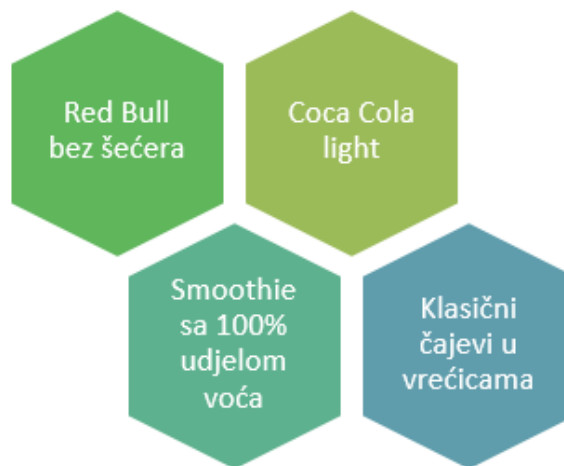 Red Bull
bez šećera
Coca Cola
light
Smoothie
sa 100%
udjelom
voća
Klasični
čajevi u
vrećicama